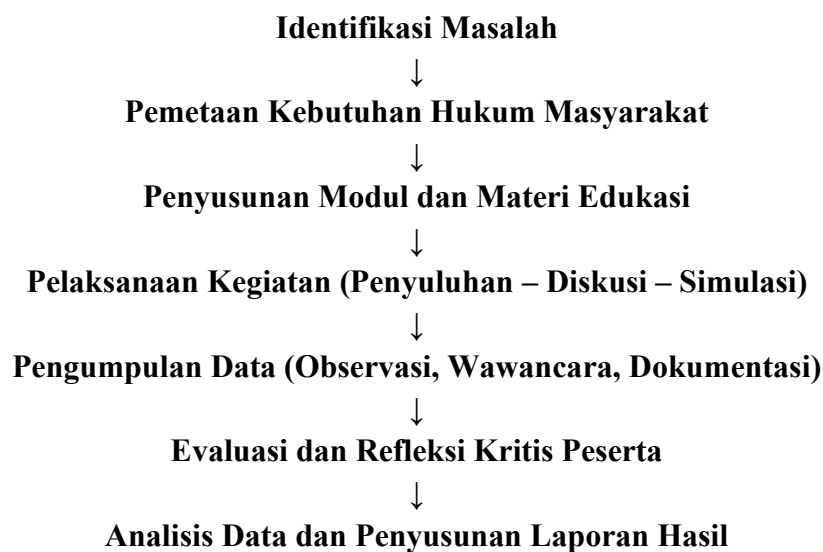 Identifikasi Masalah
↓
Pemetaan Kebutuhan Hukum Masyarakat
↓
Penyusunan Modul dan Materi Edukasi
↓
Pelaksanaan Kegiatan (Penyuluhan – Diskusi – Simulasi)
↓
Pengumpulan Data (Observasi, Wawancara, Dokumentasi)
↓
Evaluasi dan Refleksi Kritis Peserta
↓
Analisis Data dan Penyusunan Laporan Hasil